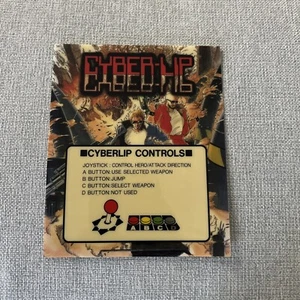 CYBER-LIP
■CYBERLIP CONTROLS■
JOYSTICK : CONTROL HERO/ATTACK DIRECTION
A BUTTON:USE SELECTED WEAPON
B BUTTON:JUMP
C BUTTON:SELECT WEAPON
D BUTTON:NOT USED
A B C D